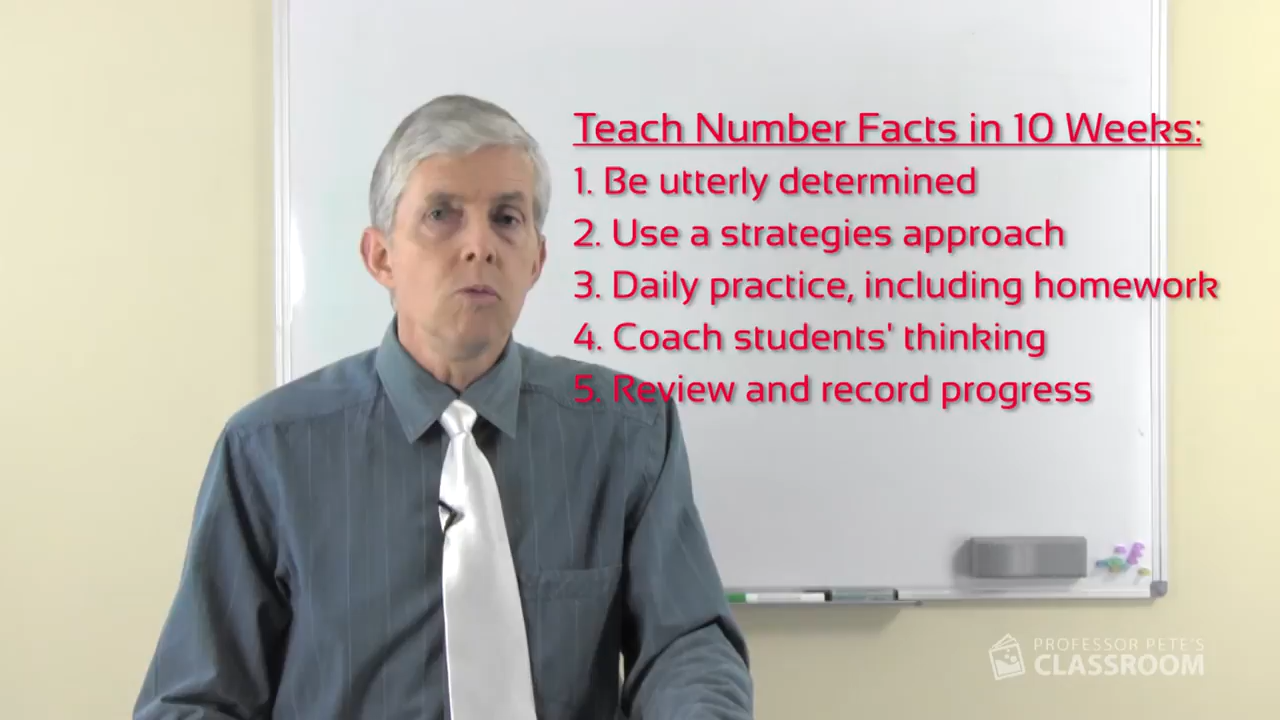 Teach Number Facts in 10 Weeks:
1. Be utterly determined
2. Use a strategies approach
3. Daily practice, including homework
4. Coach students' thinking
5. Review and record progress
PROFESSOR PETE'S
CLASSROOM